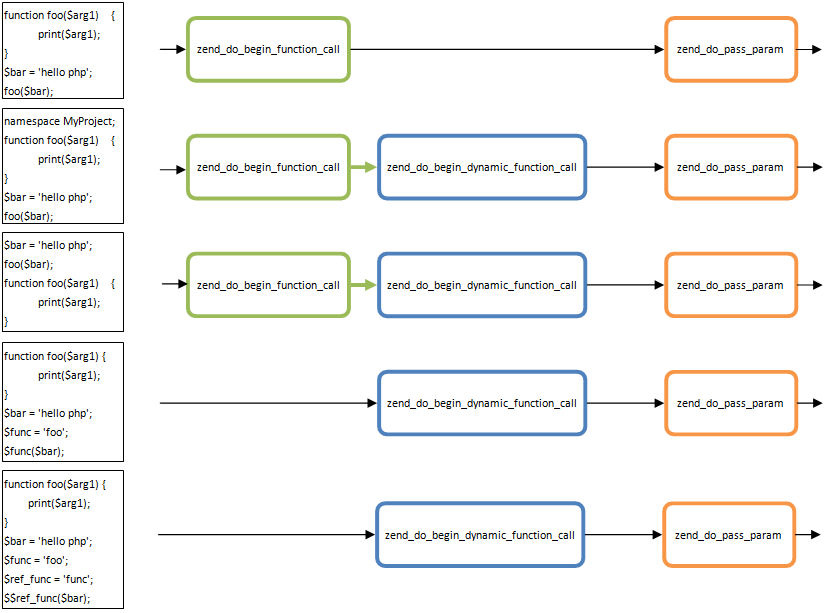 function foo($arg1) {
print($arg1);
}
$bar = 'hello php';
foo($bar);
zend_do_begin_function_call
zend_do_pass_param
namespace MyProject;
function foo($arg1) {
print($arg1);
}
$bar = 'hello php';
foo($bar);
zend_do_begin_function_call
zend_do_begin_dynamic_function_call
zend_do_pass_param
$bar = 'hello php';
foo($bar);
function foo($arg1) {
print($arg1);
}
zend_do_begin_function_call
zend_do_begin_dynamic_function_call
zend_do_pass_param
function foo($arg1) {
print($arg1);
}
$bar = 'hello php';
$func = 'foo';
$func($bar);
zend_do_begin_dynamic_function_call
zend_do_pass_param
function foo($arg1) {
print($arg1);
}
$bar = 'hello php';
$func = 'foo';
$ref_func = 'func';
$$ref_func($bar);
zend_do_begin_dynamic_function_call
zend_do_pass_param